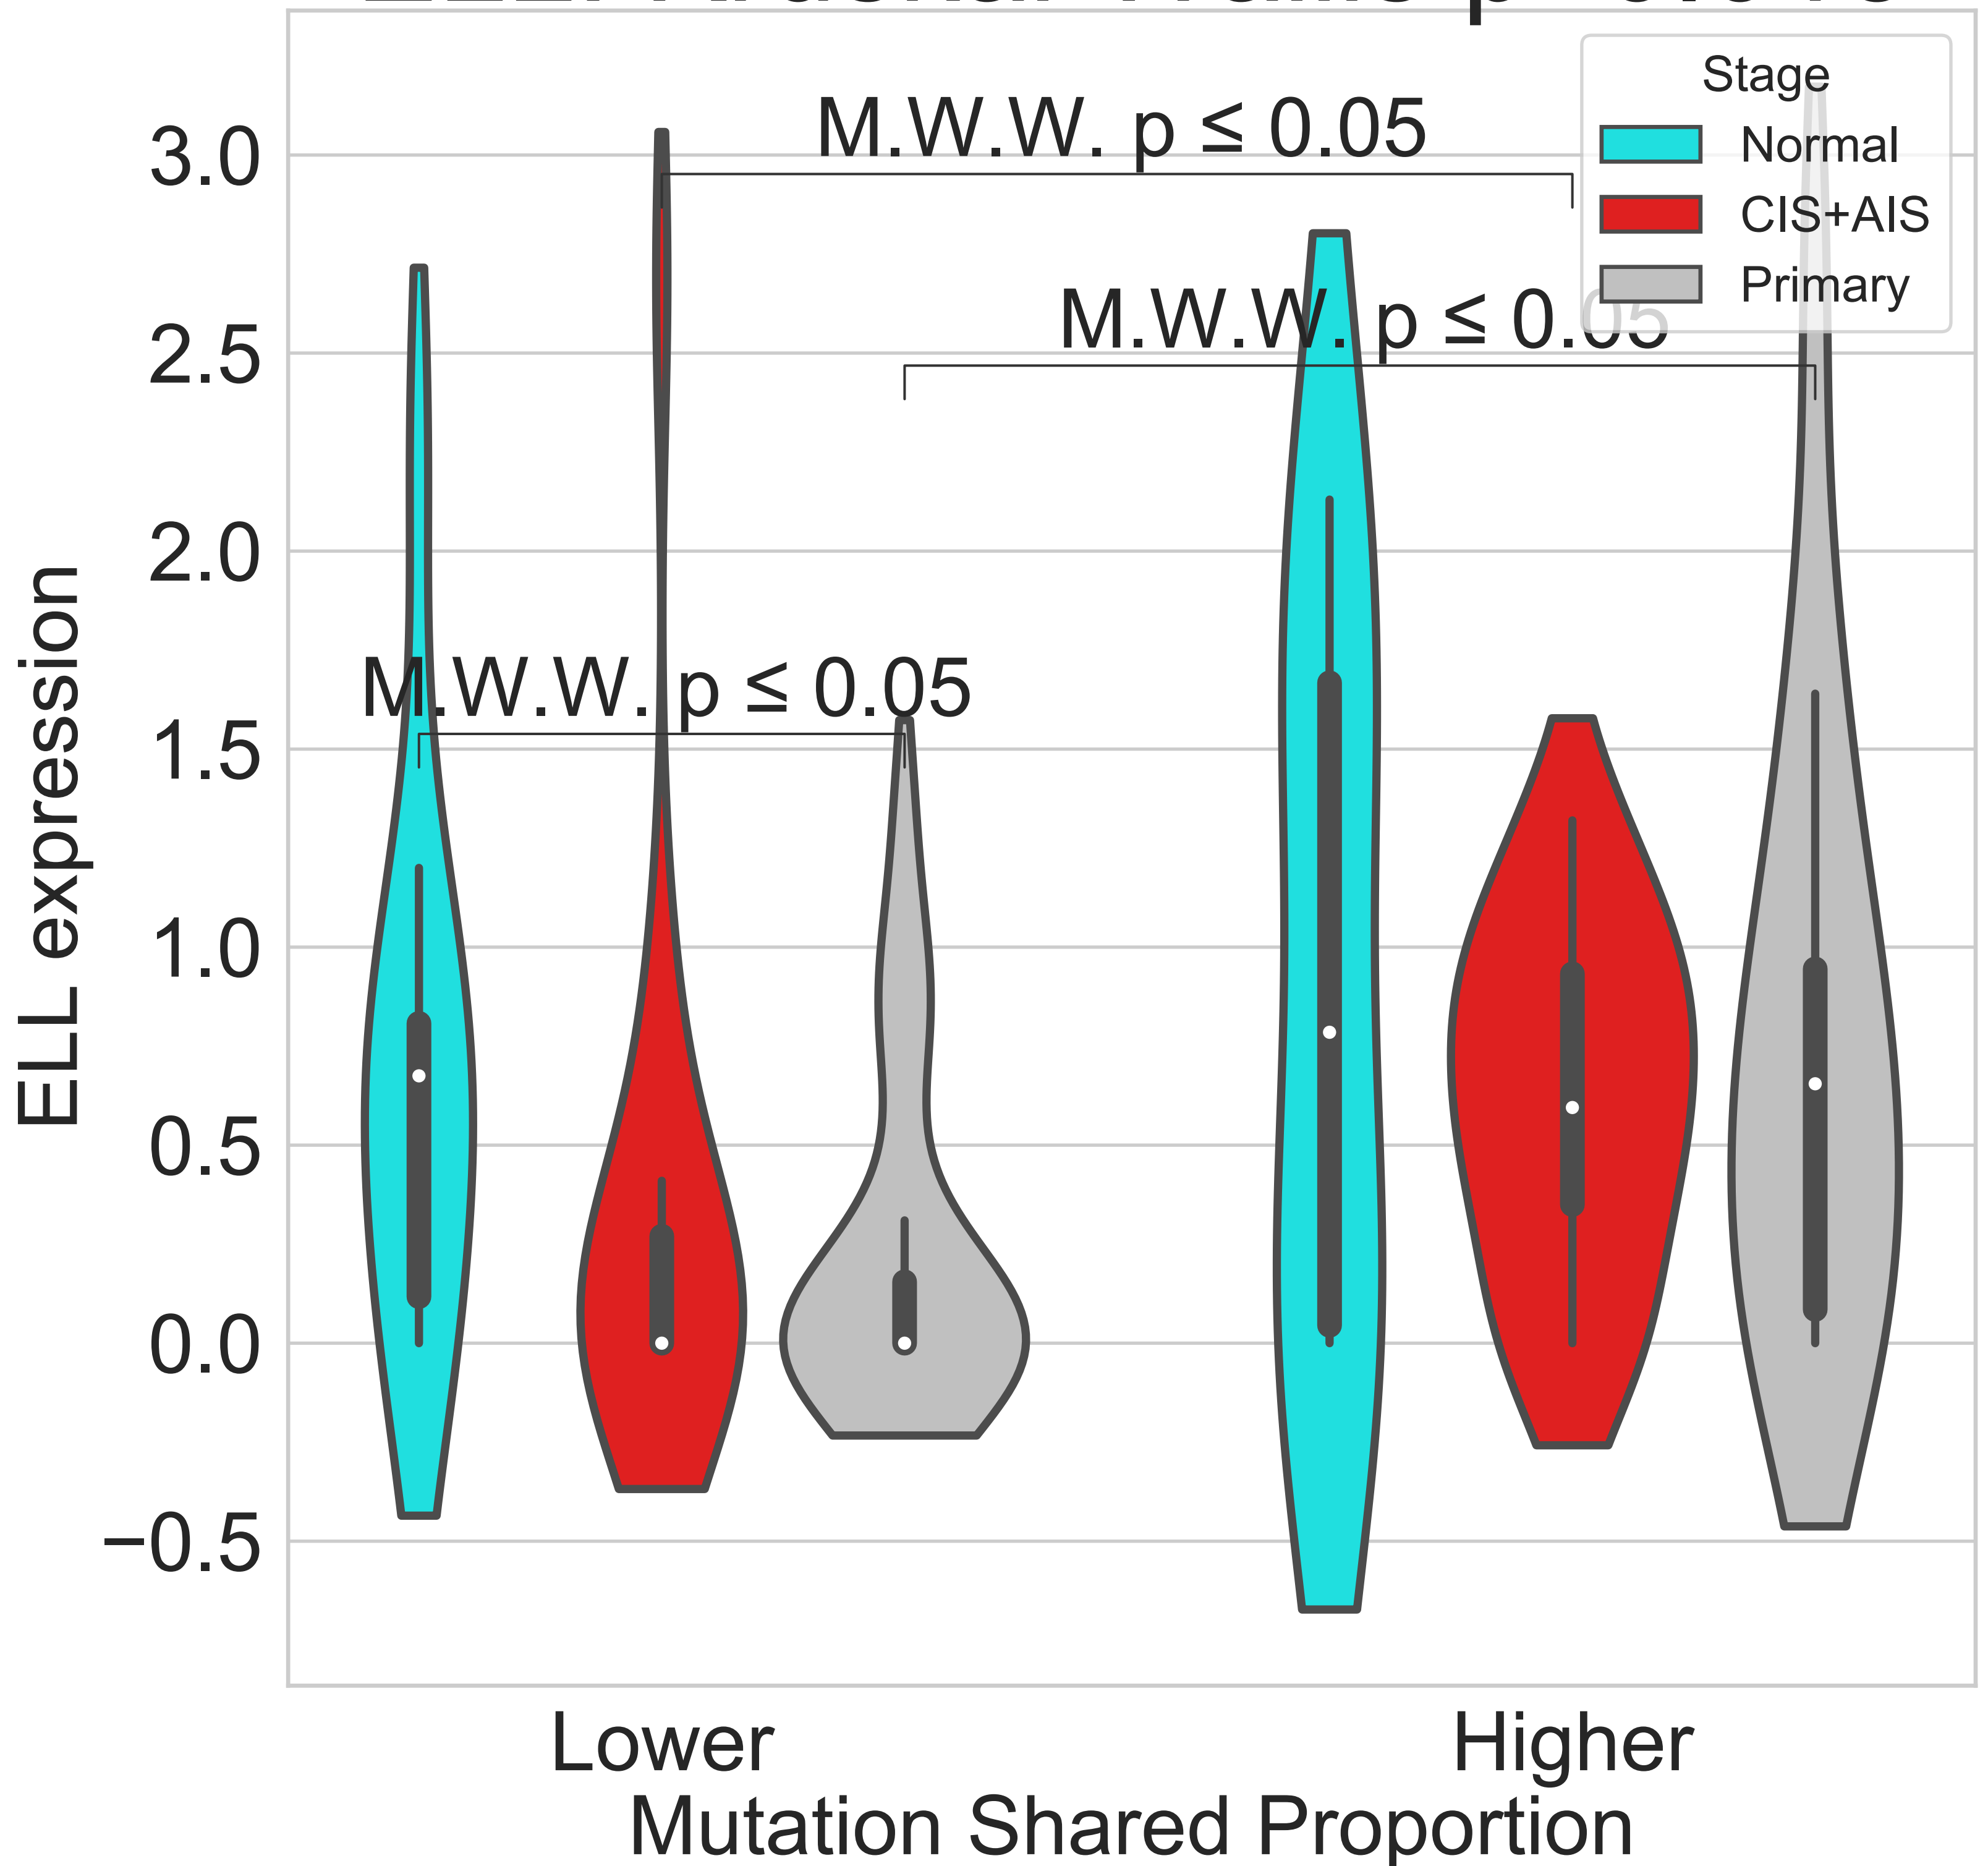 Stage
Normal
CIS+AIS
Primary
M.W.W. p ≤ 0.05
M.W.W. p ≤ 0.05
M.W.W. p ≤ 0.05
ELL expression
3.0
2.5
2.0
1.5
1.0
0.5
0.0
−0.5
Lower
Higher
Mutation Shared Proportion